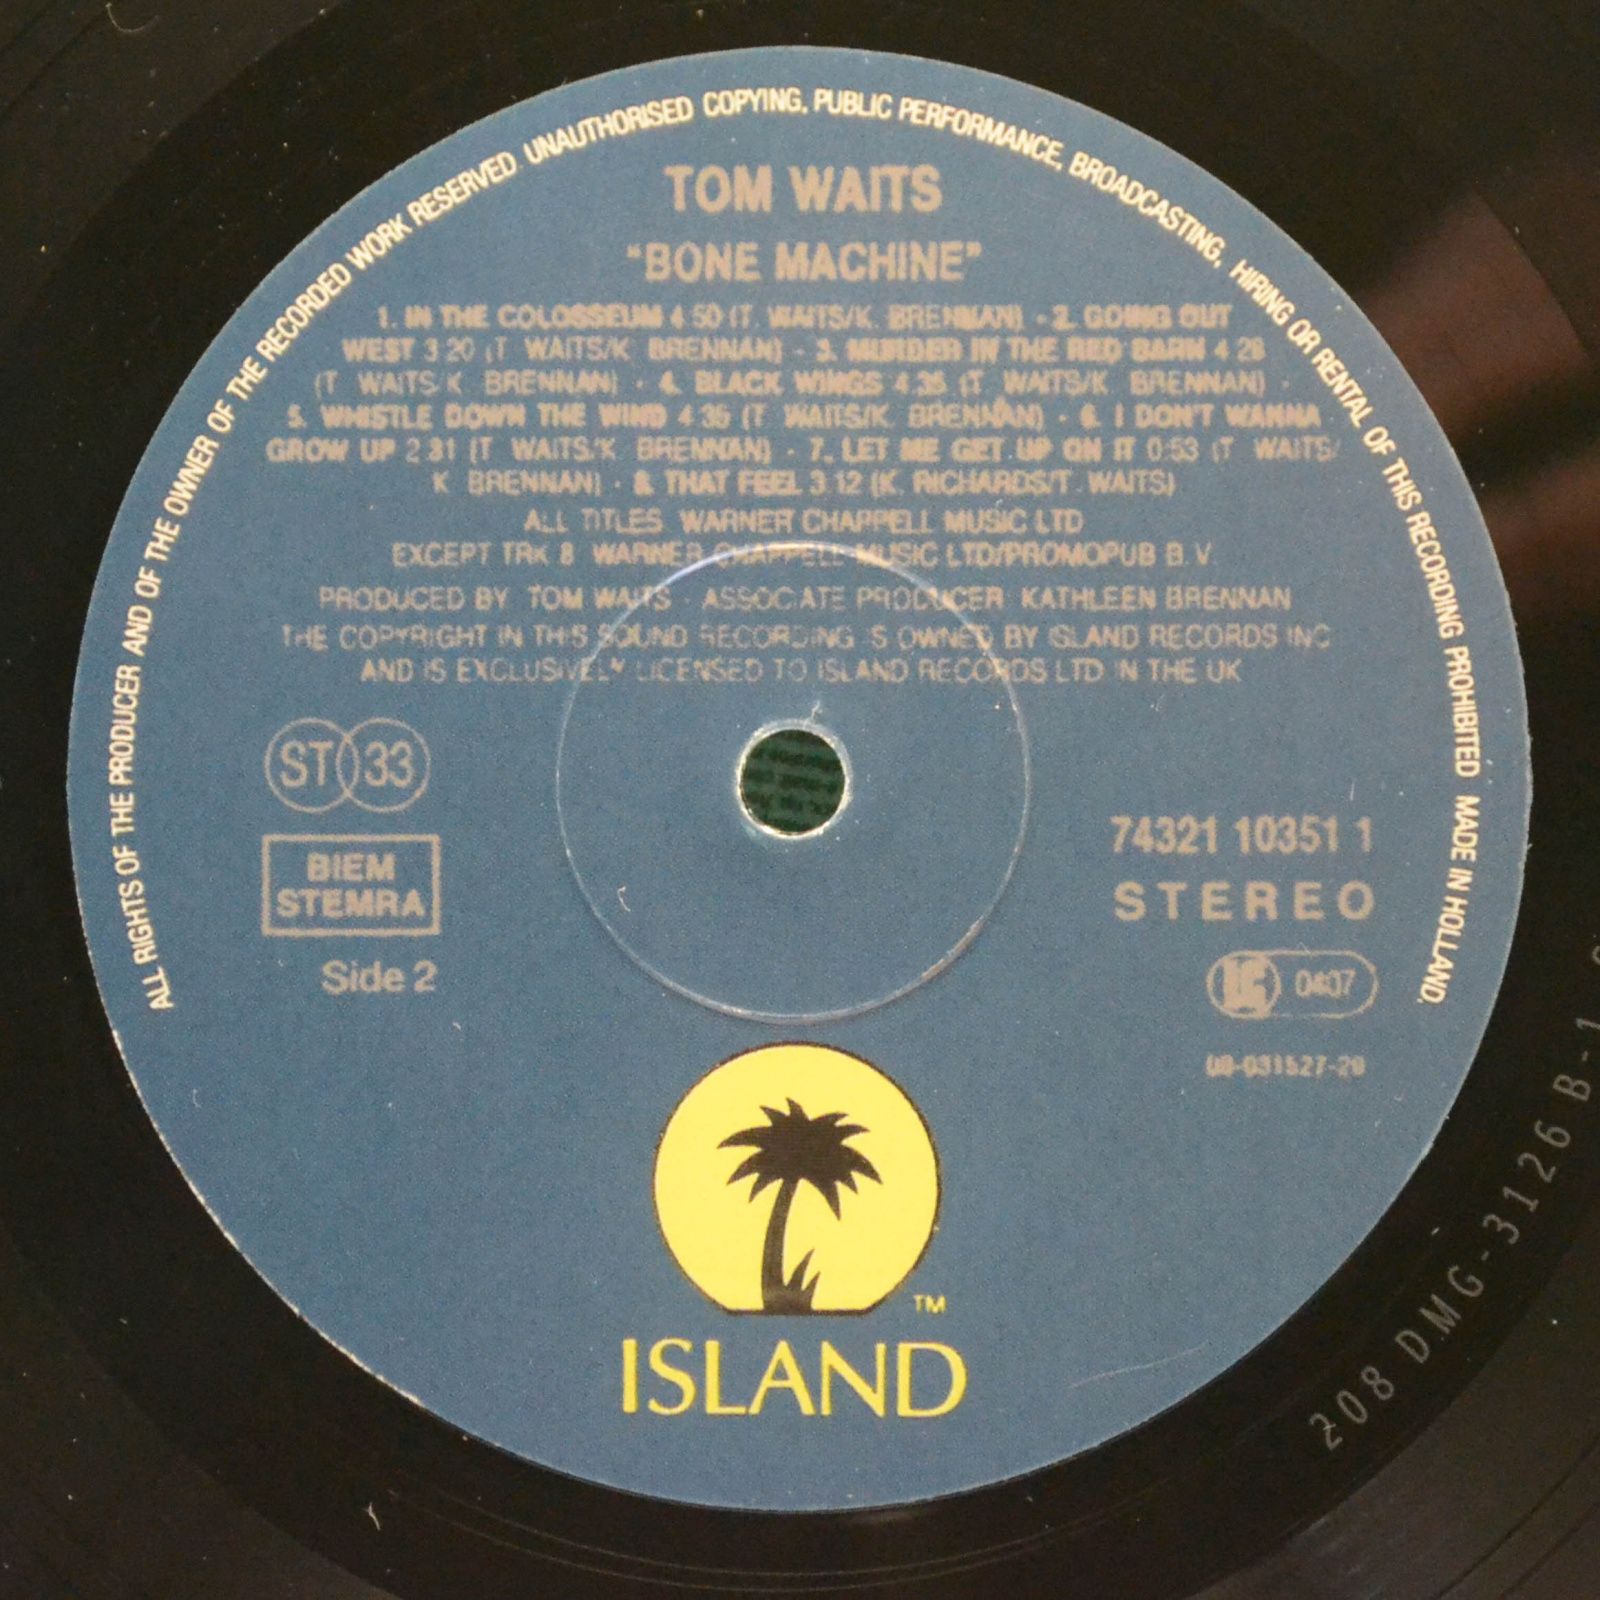 ALL RIGHTS OF THE PRODUCER AND OF THE OWNER OF THE RECORDED WORK RESERVED. UNAUTHORISED COPYING, PUBLIC PERFORMANCE, BROADCASTING, HIRING OR RENTAL OF THIS RECORDING PROHIBITED MADE IN HOLLAND.
TOM WAITS
"BONE MACHINE"
1. IN THE COLOSSEUM 4 50 (T. WAITS/K. BRENNAN) · 2. GOING OUT
WEST 3 20 (T WAITS/K BRENNAN) · 3. MURDER IN THE RED BARN 4 28
(T WAITS K BRENNAN) · 4. BLACK WINGS 4.35 (T. WAITS/K BRENNAN) ·
5. WHISTLE DOWN THE WIND 4 35 (T WAITS/K. BRENNAN) · 6. I DON'T WANNA
GROW UP 2 31 (T WAITS/K BRENNAN) · 7. LET ME GET UP ON IT 0:53 (T WAITS/
K BRENNAN) · 8. THAT FEEL 3 12 (K. RICHARDS/T. WAITS)
ALL TITLES WARNER CHAPPELL MUSIC LTD
EXCEPT TRK 8 WARNER CHAPPELL MUSIC LTD/PROMOPUB B.V.
PRODUCED BY TOM WAITS · ASSOCIATE PRODUCER KATHLEEN BRENNAN
THE COPYRIGHT IN THIS SOUND RECORDING IS OWNED BY ISLAND RECORDS INC
AND IS EXCLUSIVELY LICENSED TO ISLAND RECORDS LTD IN THE UK
ST 33
BIEM
STEMRA
Side 2
74321 10351 1
STEREO
LC 0407
ISLAND
TM
208 DMG-3126 B-1